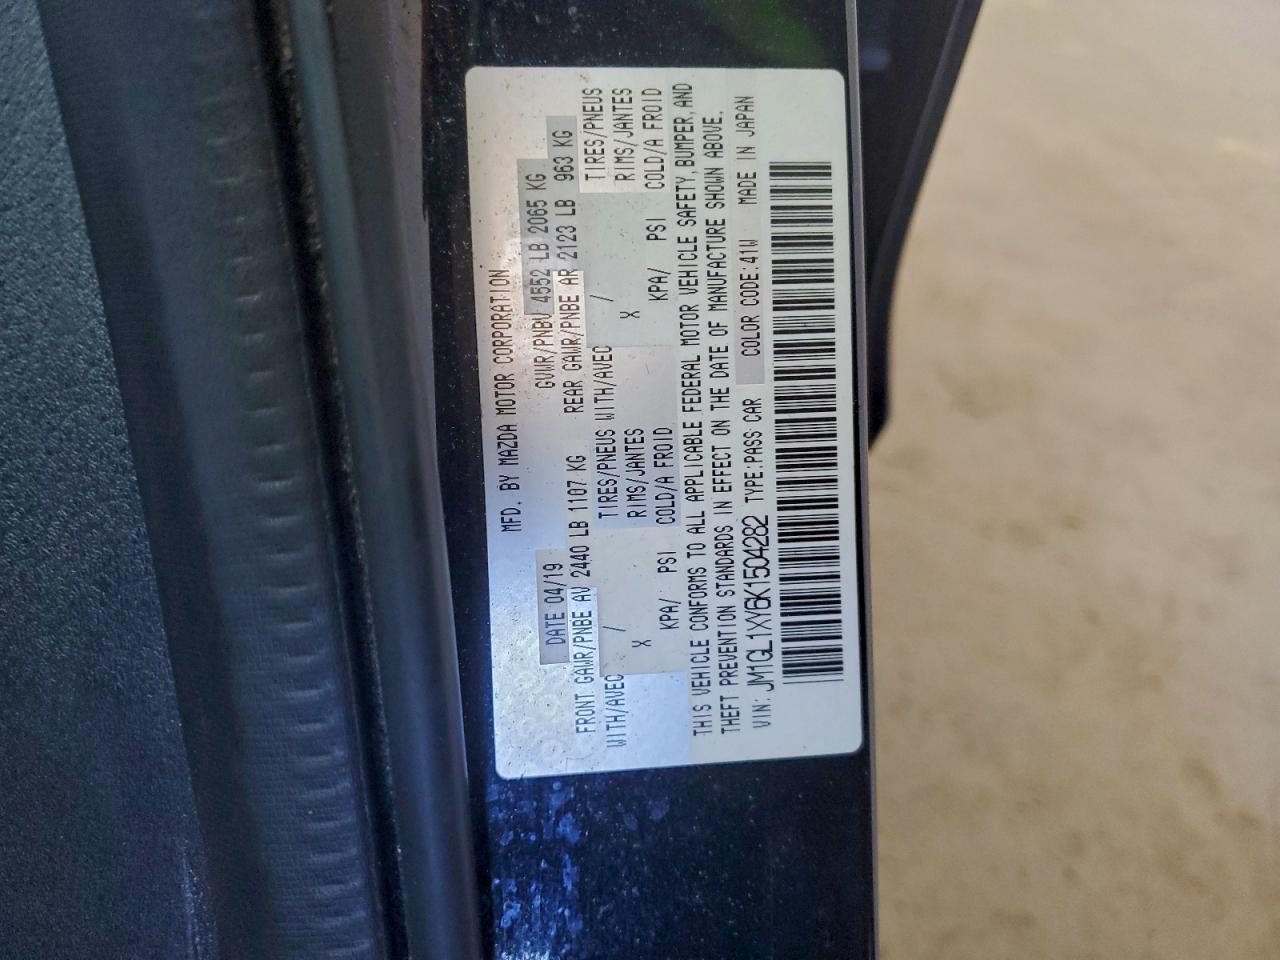 MFD. BY MAZDA MOTOR CORPORATION
DATE 04/19 GVWR/PNBV 4552 LB 2065 KG
FRONT GAWR/PNBE AV 2440 LB 1107 KG REAR GAWR/PNBE AR 2123 LB 963 KG
WITH/AVEC / TIRES/PNEUS WITH/AVEC / TIRES/PNEUS
X RIMS/JANTES X RIMS/JANTES
KPA/ PSI COLD/A FROID KPA/ PSI COLD/A FROID
THIS VEHICLE CONFORMS TO ALL APPLICABLE FEDERAL MOTOR VEHICLE SAFETY, BUMPER, AND
THEFT PREVENTION STANDARDS IN EFFECT ON THE DATE OF MANUFACTURE SHOWN ABOVE.
VIN: JM1GL1XY6K1504282 TYPE:PASS CAR COLOR CODE:41W MADE IN JAPAN